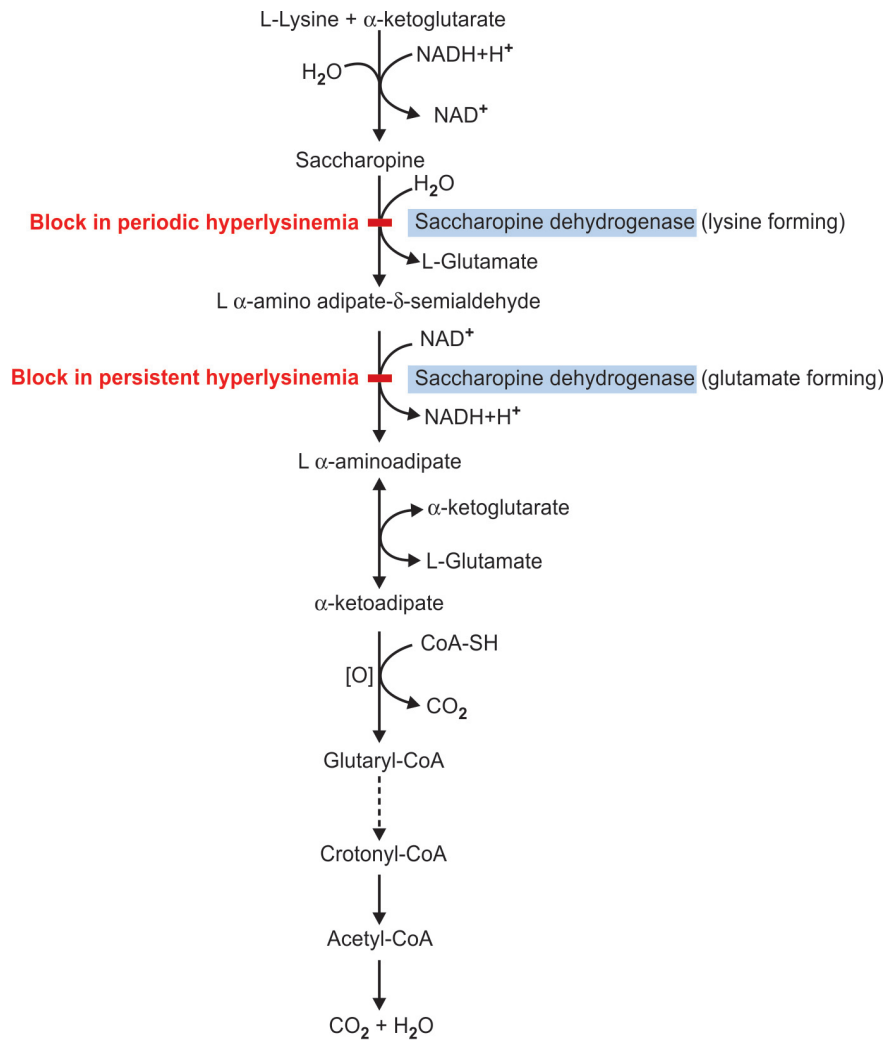 L-Lysine + α-ketoglutarate
NADH+H⁺
H₂O
NAD⁺
Saccharopine
H₂O
Block in periodic hyperlysinemia
Saccharopine dehydrogenase (lysine forming)
L-Glutamate
L α-amino adipate-δ-semialdehyde
NAD⁺
Block in persistent hyperlysinemia
Saccharopine dehydrogenase (glutamate forming)
NADH+H⁺
L α-aminoadipate
α-ketoglutarate
L-Glutamate
α-ketoadipate
CoA-SH
[O]
CO₂
Glutaryl-CoA
Crotonyl-CoA
Acetyl-CoA
CO₂ + H₂O